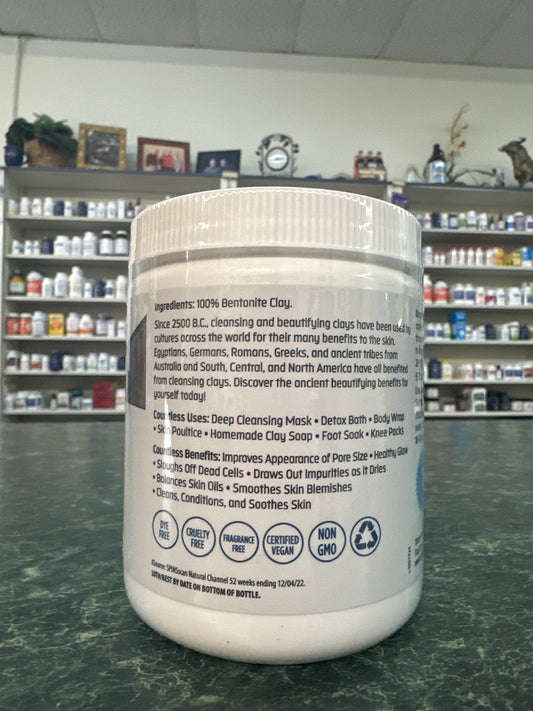 Ingredients: 100% Bentonite Clay.
Since 2500 B.C., cleansing and beautifying clays have been used by
cultures across the world for their many benefits to the skin.
Egyptians, Germans, Romans, Greeks, and ancient tribes from
Australia and South, Central, and North America have all benefited
from cleansing clays. Discover the ancient beautifying benefits for
yourself today!
Countless Uses: Deep Cleansing Mask • Detox Bath • Body Wrap
• Skin Poultice • Homemade Clay Soap • Foot Soak • Knee Packs
Countless Benefits: Improves Appearance of Pore Size • Healthy Glow
• Sloughs Off Dead Cells • Draws Out Impurities as it Dries
• Balances Skin Oils • Smoothes Skin Blemishes
• Cleans, Conditions, and Soothes Skin
DYE
FREE
CRUELTY
FREE
FRAGRANCE
FREE
CERTIFIED
VEGAN
NON
GMO
‡Source: SPINSscan Natural Channel 52 weeks ending 12/04/22.
LOT#/BEST BY DATE ON BOTTOM OF BOTTLE.